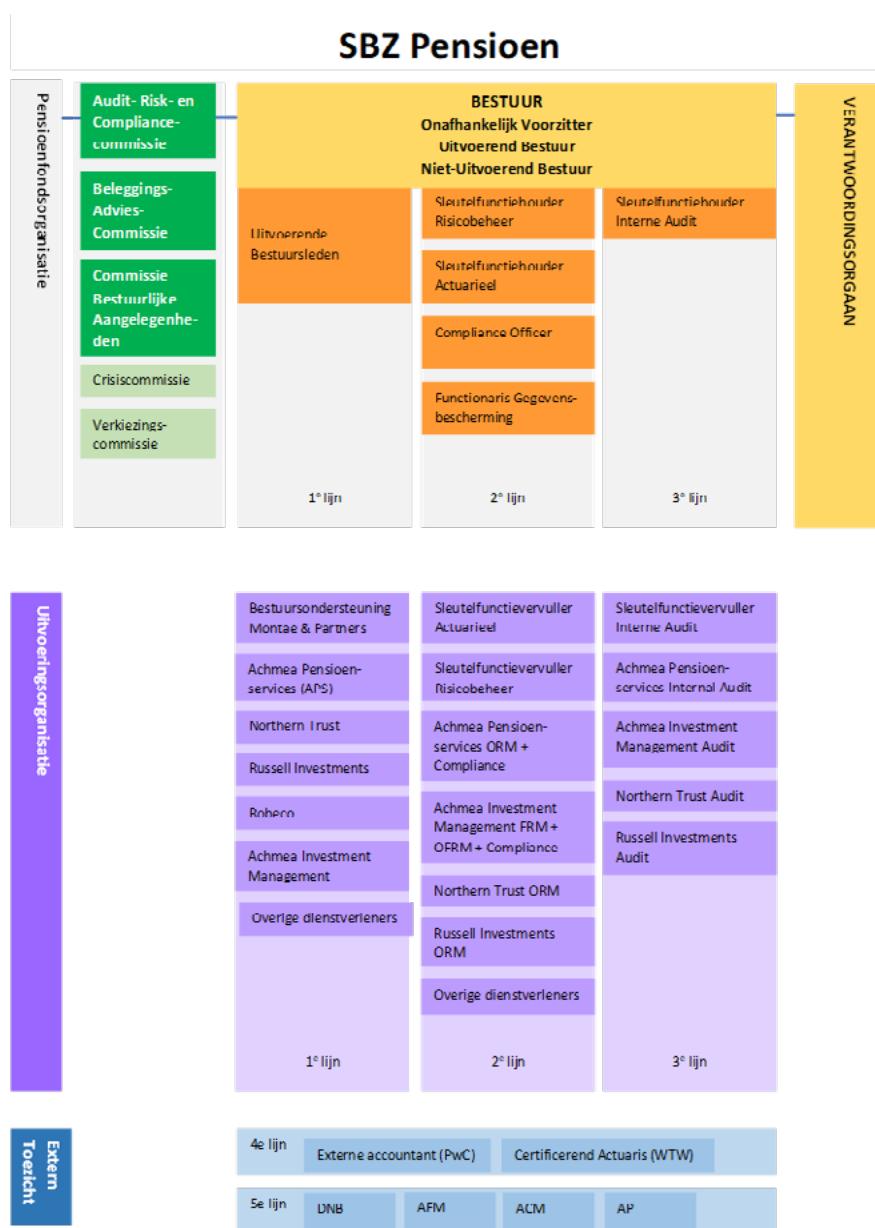 SBZ Pensioen
Pensioenfondsorganisatie
Audit- Risk- en
Compliance-
commissie
Beleggings-
Advies-
Commissie
Commissie
Bestuurlijke
Aangelegenhe-
den
Crisiscommissie
Verkiezings-
commissie
BESTUUR
Onafhankelijk Voorzitter
Uitvoerend Bestuur
Niet-Uitvoerend Bestuur
Uitvoerende
Bestuursleden
1e lijn
Sleutelfunctiehouder
Risicobeheer
Sleutelfunctiehouder
Actuarieel
Compliance Officer
Functionaris Gegevens-
bescherming
2e lijn
Sleutelfunctiehouder
Interne Audit
3e lijn
VERANTWOORDINGSORGAAN
Uitvoeringsorganisatie
Bestuursondersteuning
Montae & Partners
Achmea Pensioen-
services (APS)
Northern Trust
Russell Investments
Robeco
Achmea Investment
Management
Overige dienstverleners
1e lijn
Sleutelfunctievervuller
Actuarieel
Sleutelfunctievervuller
Risicobeheer
Achmea Pensioen-
services ORM +
Compliance
Achmea Investment
Management FRM +
OFRM + Compliance
Northern Trust ORM
Russell Investments
ORM
Overige dienstverleners
2e lijn
Sleutelfunctievervuller
Interne Audit
Achmea Pensioen-
services Internal Audit
Achmea Investment
Management Audit
Northern Trust Audit
Russell Investments
Audit
3e lijn
Extern
Toezicht
4e lijn
Externe accountant (PwC)
Certificerend Actuaris (WTW)
5e lijn
DNB
AFM
ACM
AP